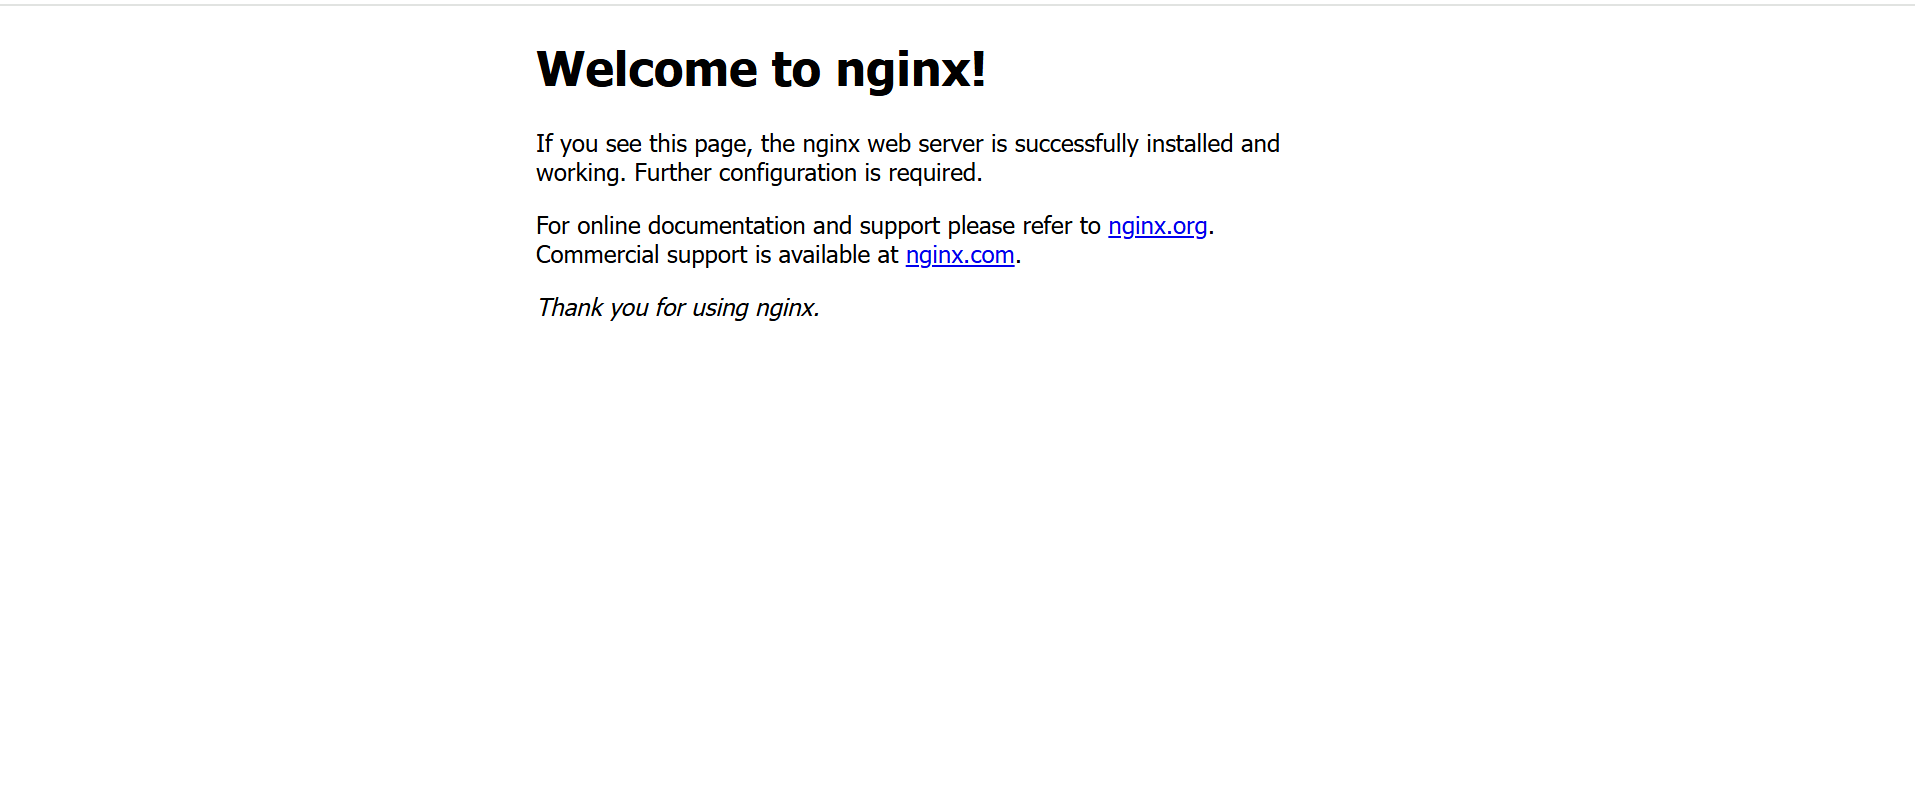 Welcome to nginx!
If you see this page, the nginx web server is successfully installed and
working. Further configuration is required.
For online documentation and support please refer to nginx.org.
Commercial support is available at nginx.com.
Thank you for using nginx.